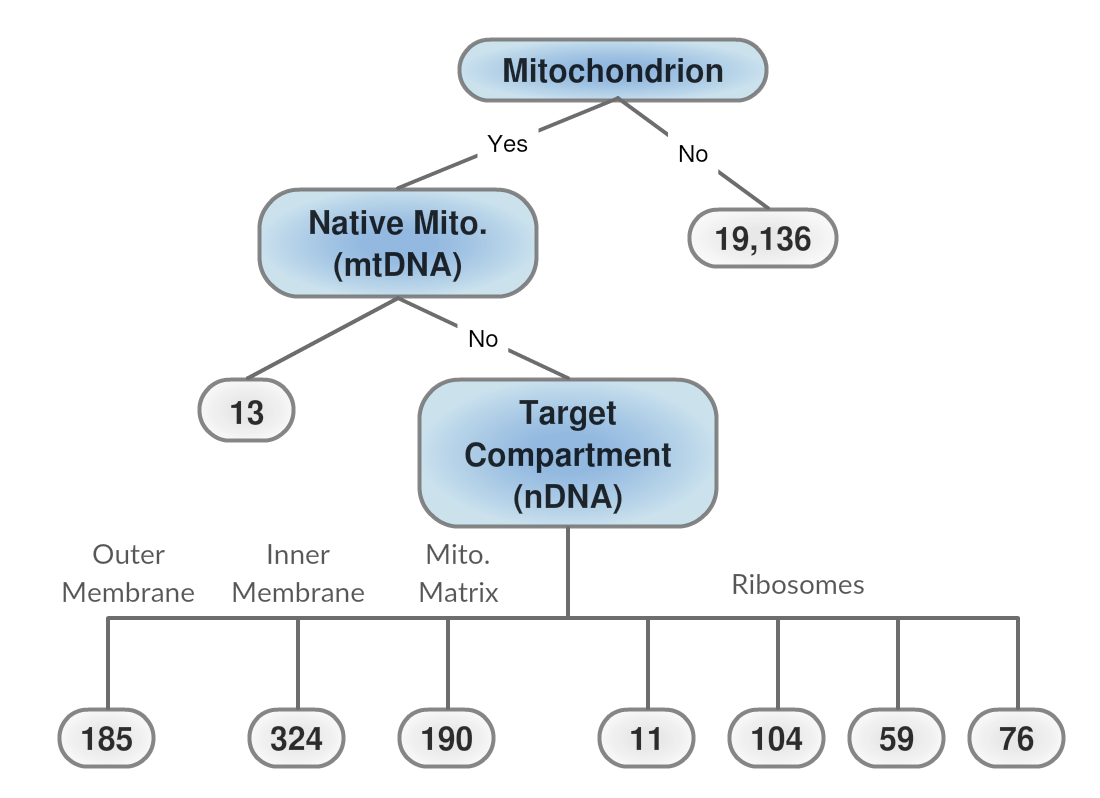 Mitochondrion
Yes
No
Native Mito.
(mtDNA)
19,136
No
13
Target
Compartment
(nDNA)
Outer
Membrane
Inner
Membrane
Mito.
Matrix
Ribosomes
185
324
190
11
104
59
76